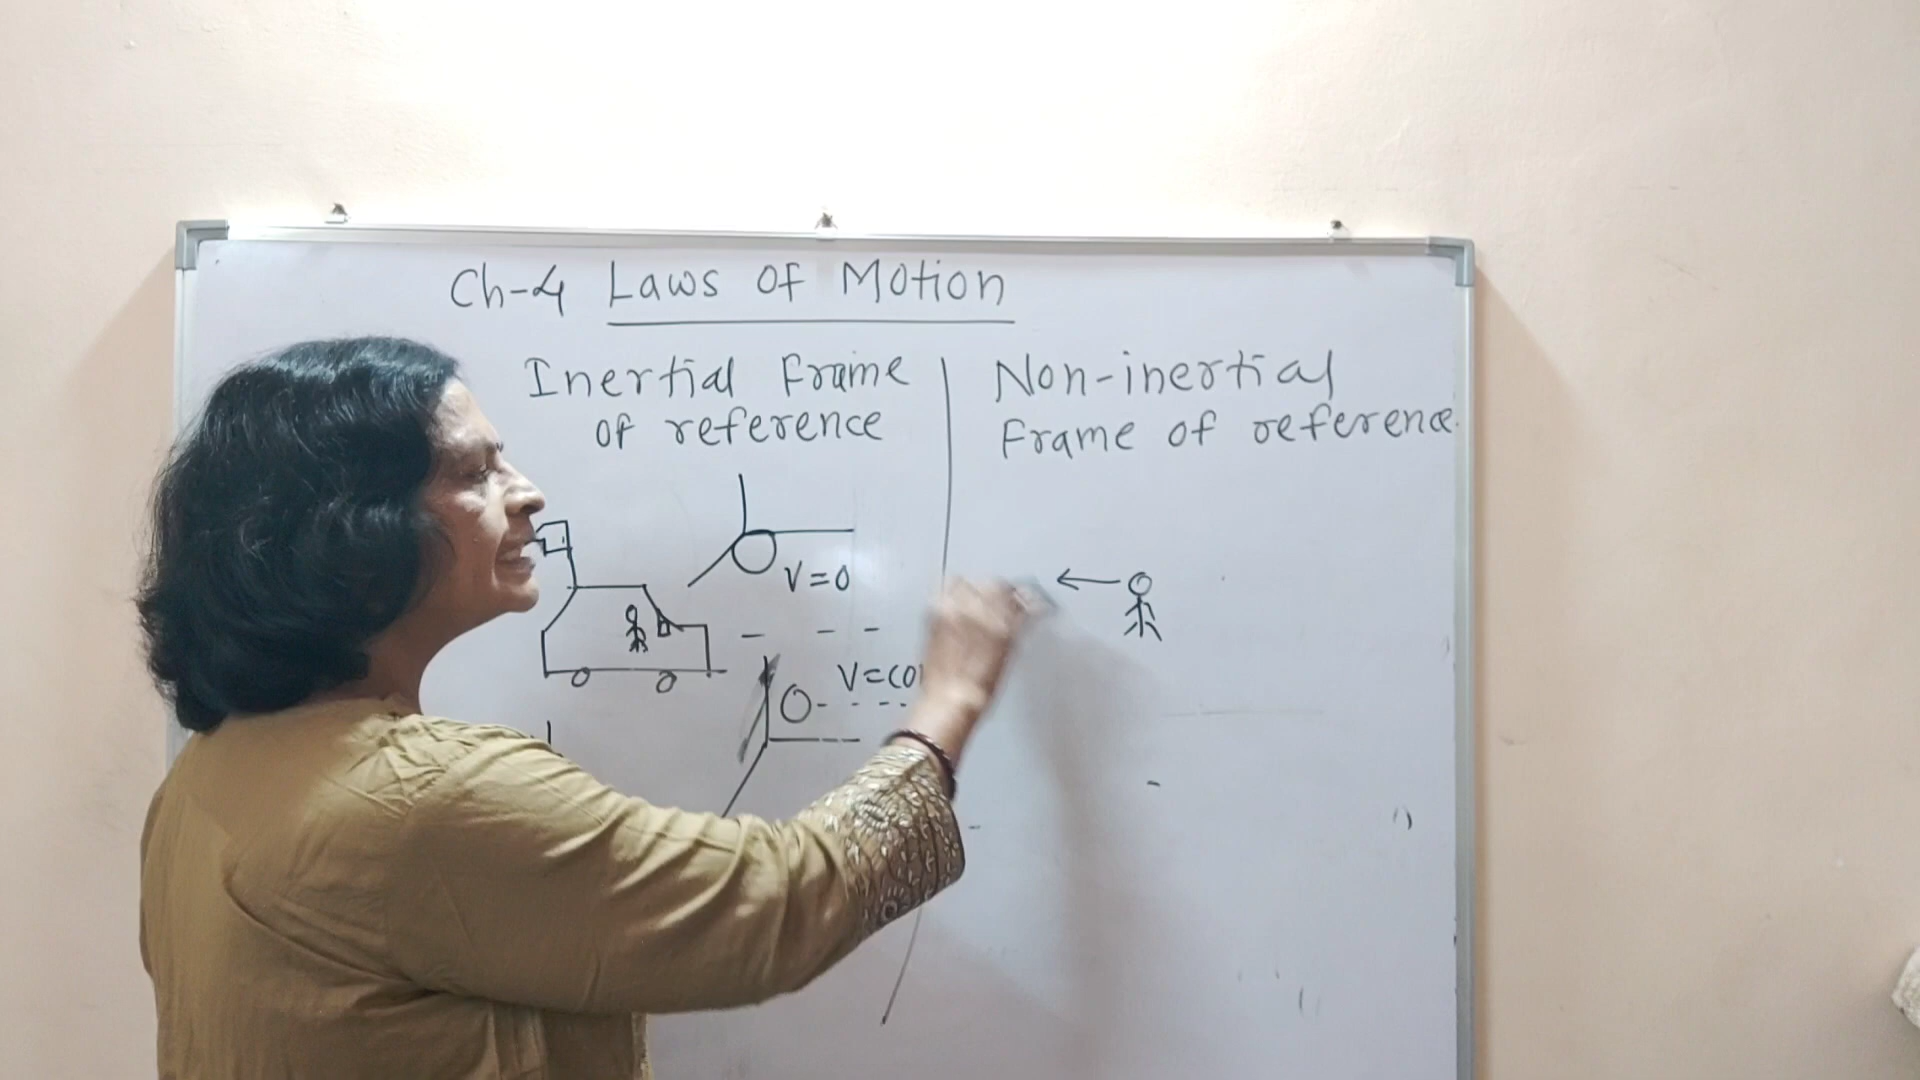 Ch-4 Laws of Motion
Inertial Frame
of reference
Non-inertial
Frame of reference.
V=0
V=co